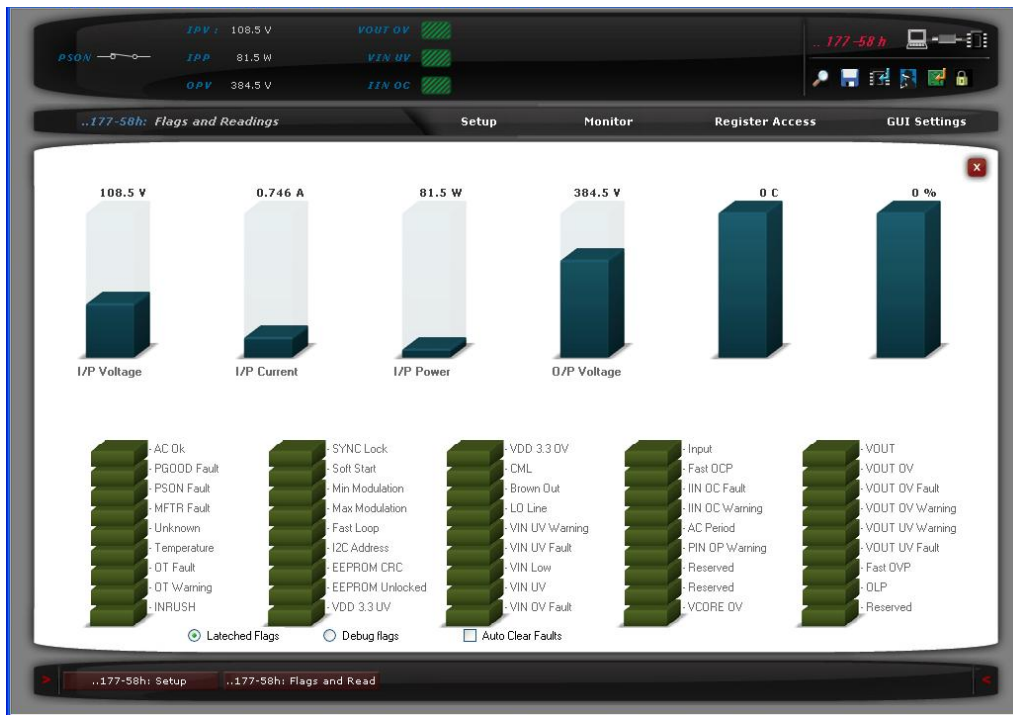 IPV : 108.5 V VOUT OV
.. 177-58 h
PSON IPP 81.5 W VIN UV
OPV 384.5 V IIN OC
..177-58h: Flags and Readings Setup Monitor Register Access GUI Settings
x
108.5 V 0.746 A 81.5 W 384.5 V 0 C 0 %
I/P Voltage I/P Current I/P Power O/P Voltage
- AC Ok - SYNC Lock - VDD 3.3 OV - Input - VOUT
- PGOOD Fault - Soft Start - CML - Fast OCP - VOUT OV
- PSON Fault - Min Modulation - Brown Out - IIN OC Fault - VOUT OV Fault
- MFTR Fault - Max Modulation - LO Line - IIN OC Warning - VOUT OV Warning
- Unknown - Fast Loop - VIN UV Warning - AC Period - VOUT UV Warning
- Temperature - I2C Address - VIN UV Fault - PIN OP Warning - VOUT UV Fault
- OT Fault - EEPROM CRC - VIN Low - Reserved - Fast OVP
- OT Warning - EEPROM Unlocked - VIN UV - Reserved - OLP
- INRUSH - VDD 3.3 UV - VIN OV Fault - VCORE OV - Reserved
Lateched Flags Debug flags Auto Clear Faults
> ..177-58h: Setup ..177-58h: Flags and Read <